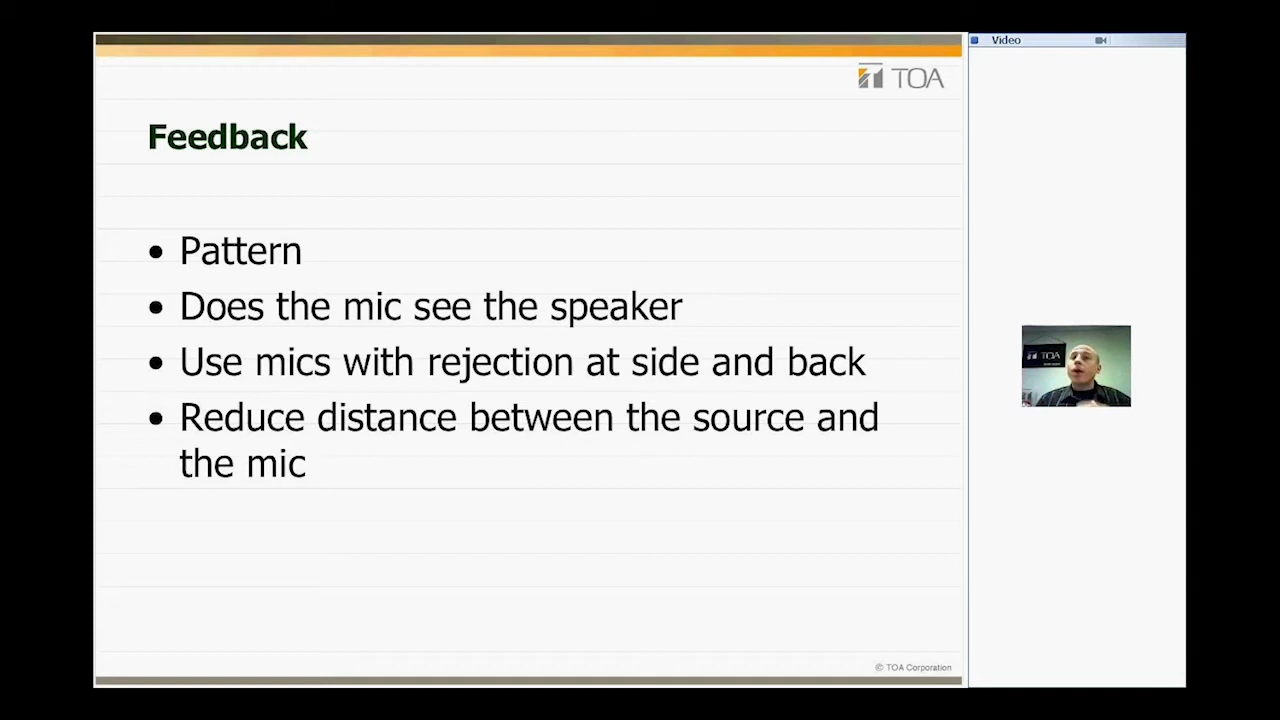 TOA
Video
Feedback
• Pattern
• Does the mic see the speaker
• Use mics with rejection at side and back
• Reduce distance between the source and
the mic
TOA
© TOA Corporation